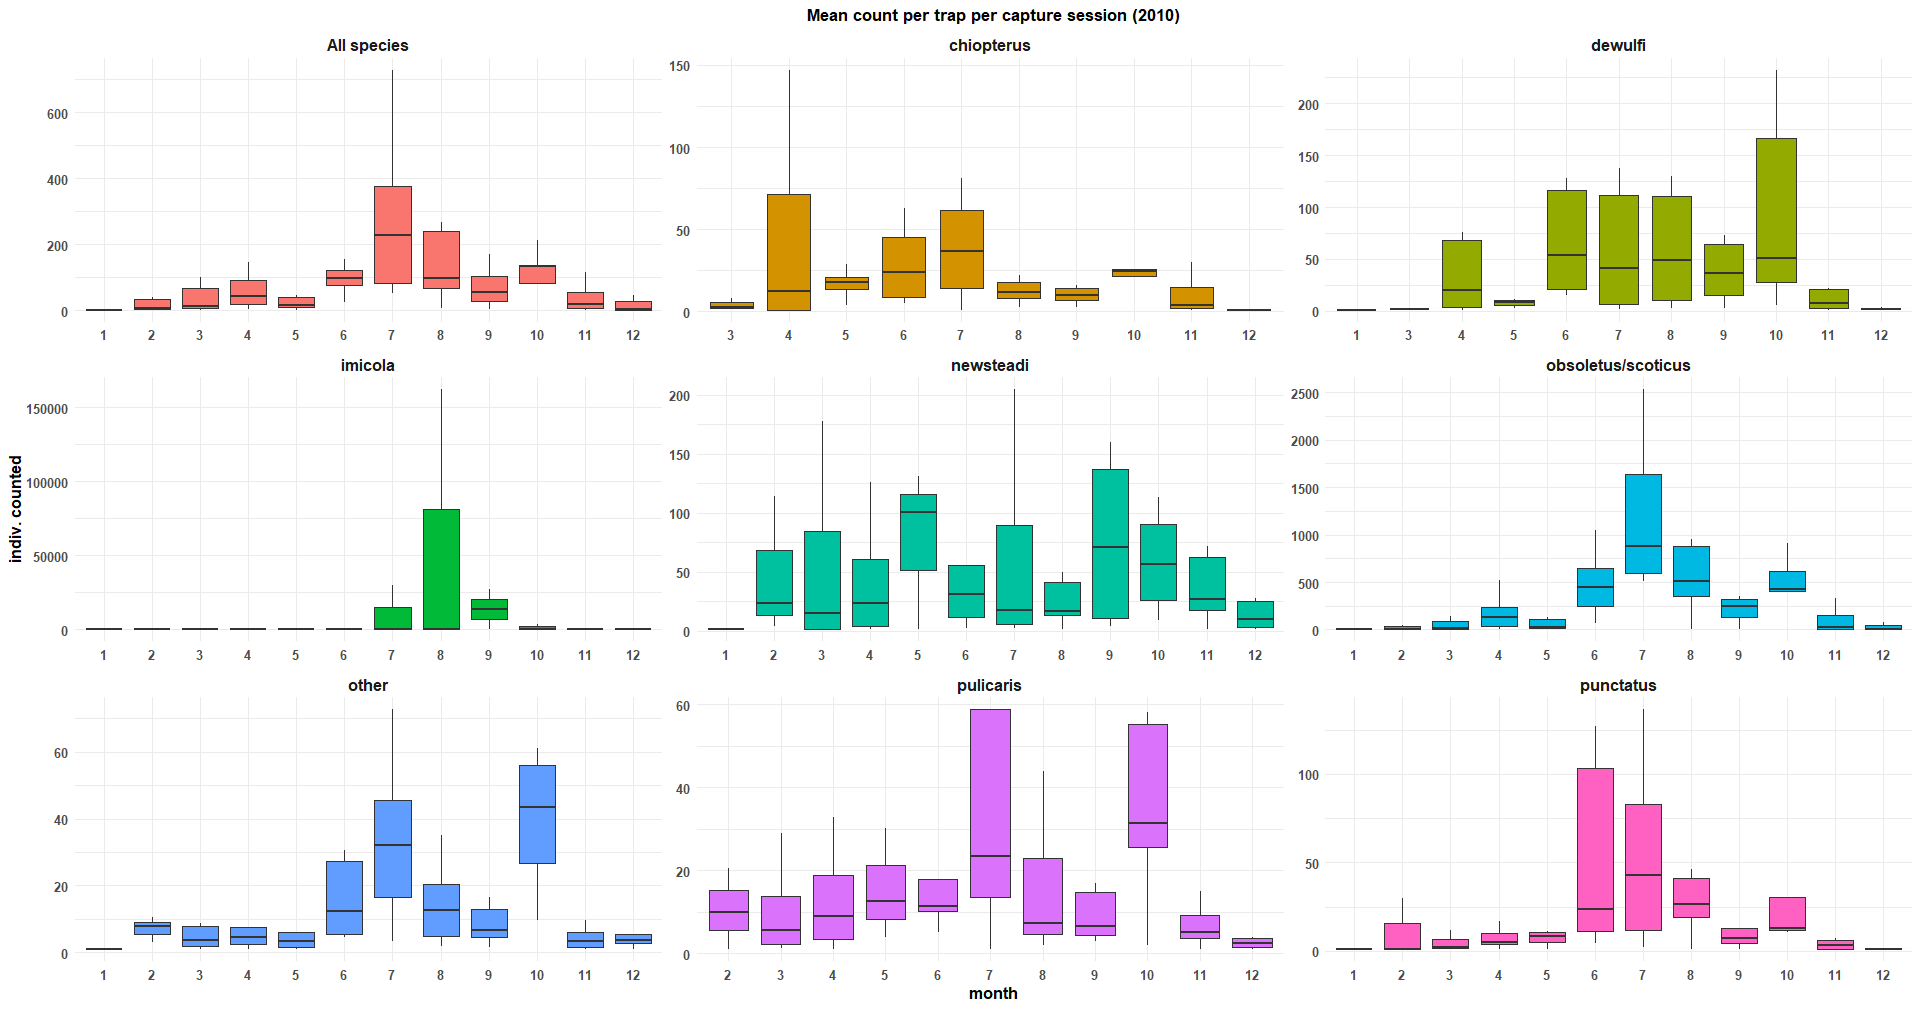 Mean count per trap per capture session (2010)
All species
chiopterus
dewulfi
600
400
200
0
1 2 3 4 5 6 7 8 9 10 11 12
150
100
50
0
3 4 5 6 7 8 9 10 11 12
200
150
100
50
0
1 3 4 5 6 7 8 9 10 11 12
imicola
newsteadi
obsoletus/scoticus
indiv. counted
150000
100000
50000
0
1 2 3 4 5 6 7 8 9 10 11 12
200
150
100
50
0
1 2 3 4 5 6 7 8 9 10 11 12
2500
2000
1500
1000
500
0
1 2 3 4 5 6 7 8 9 10 11 12
other
pulicaris
punctatus
60
40
20
0
1 2 3 4 5 6 7 8 9 10 11 12
60
40
20
0
2 3 4 5 6 7 8 9 10 11 12
100
50
0
1 2 3 4 5 6 7 8 9 10 11 12
month